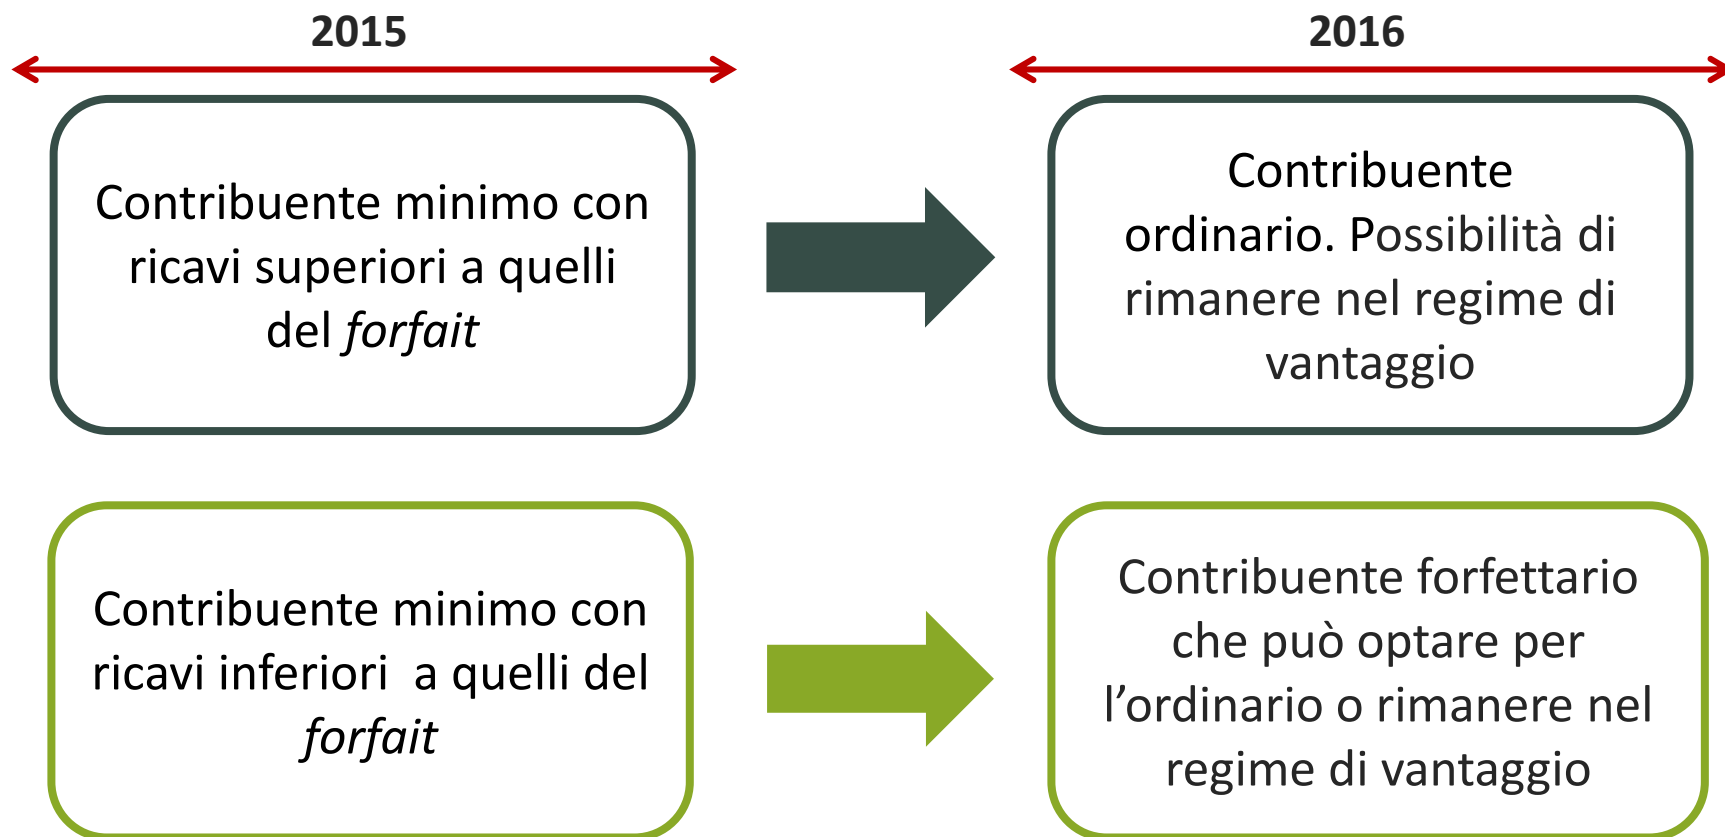 2015
2016
Contribuente minimo con
ricavi superiori a quelli
del forfait
Contribuente
ordinario. Possibilità di
rimanere nel regime di
vantaggio
Contribuente minimo con
ricavi inferiori  a quelli del
forfait
Contribuente forfettario
che può optare per
l’ordinario o rimanere nel
regime di vantaggio